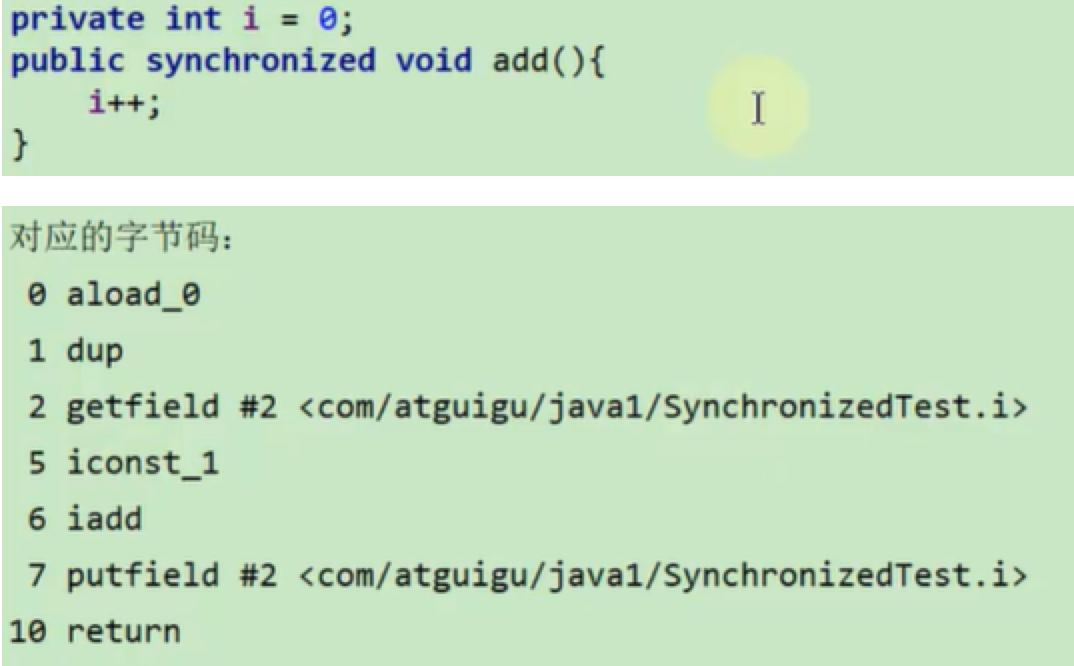 private int i = 0;
public synchronized void add(){
    i++;
}
对应的字节码：
 0 aload_0
 1 dup
 2 getfield #2 <com/atguigu/java1/SynchronizedTest.i>
 5 iconst_1
 6 iadd
 7 putfield #2 <com/atguigu/java1/SynchronizedTest.i>
10 return